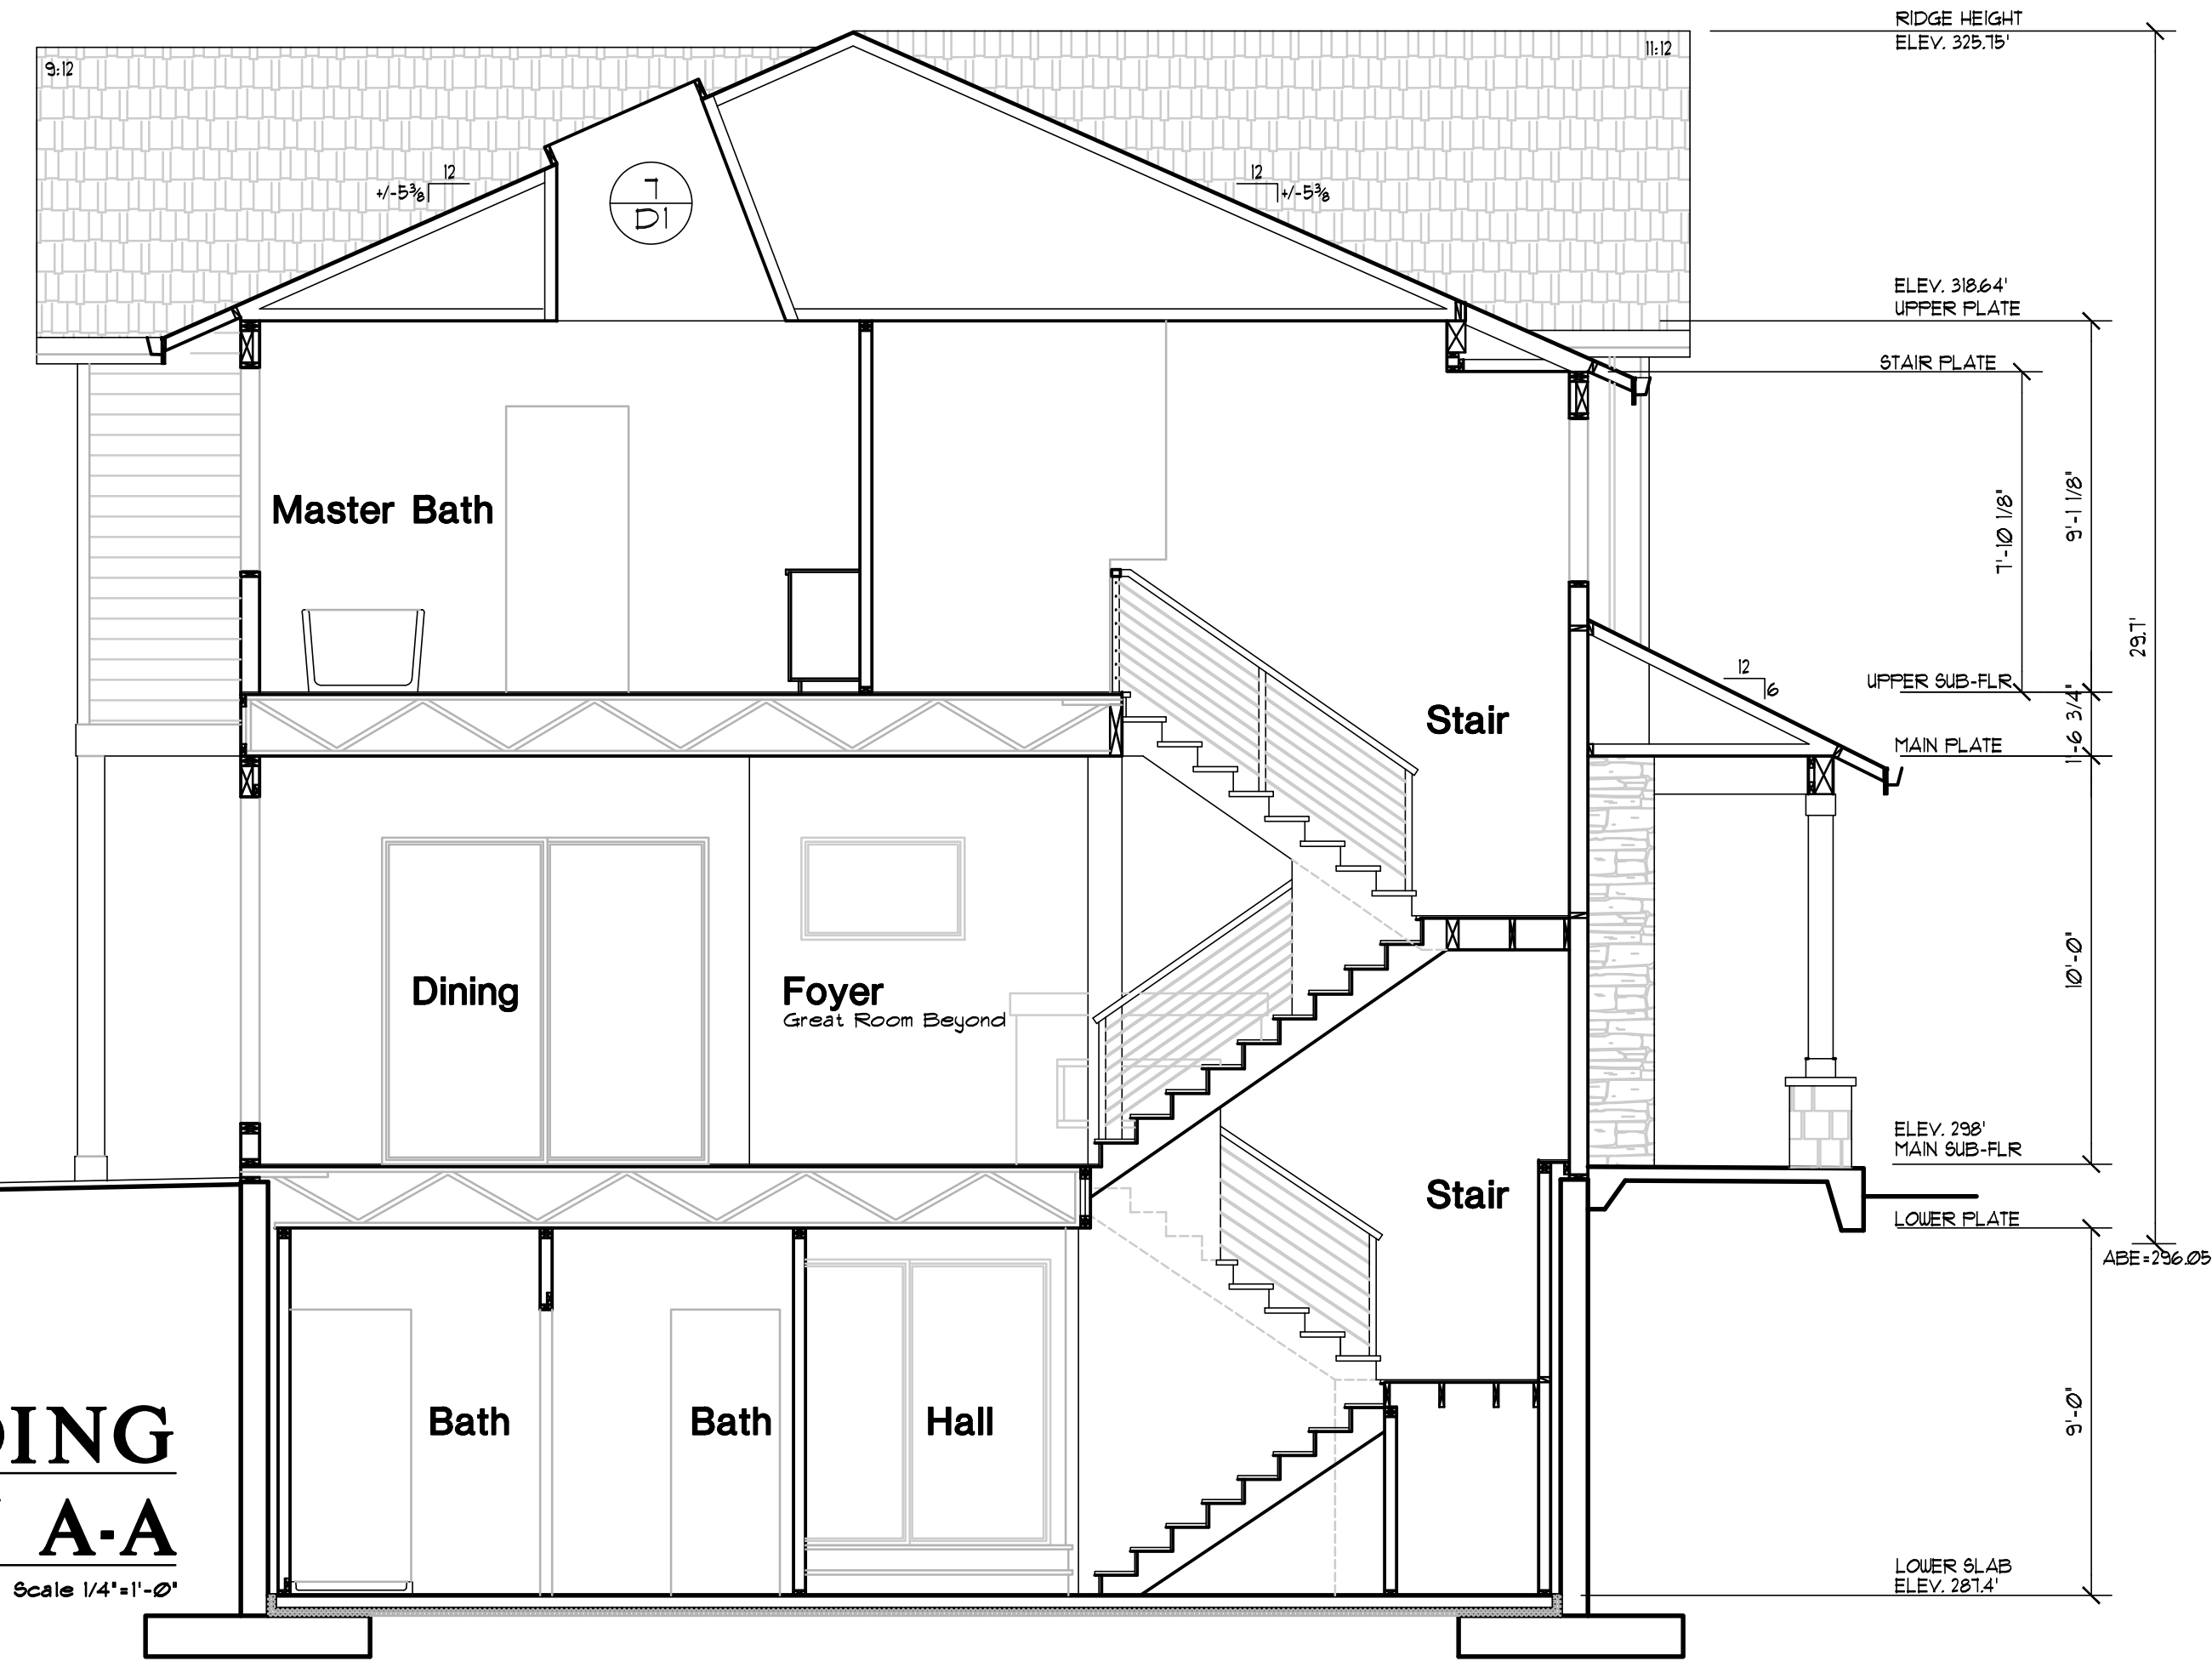 RIDGE HEIGHT
ELEV. 325.75'
9:12
11:12
12
+/-5⅜
7
D1
12
+/-5⅜
ELEV. 318.64'
UPPER PLATE
STAIR PLATE
Master Bath
7'-10 1/8"
9'-1 1/8"
29.7'
12
6
UPPER SUB-FLR
Stair
1'-6 3/4"
MAIN PLATE
Dining
Foyer
Great Room Beyond
10'-0"
ELEV. 298'
MAIN SUB-FLR
Stair
LOWER PLATE
ABE=296.05
Bath
Bath
Hall
9'-0"
DING
A-A
Scale 1/4"=1'-0"
LOWER SLAB
ELEV. 287.4'